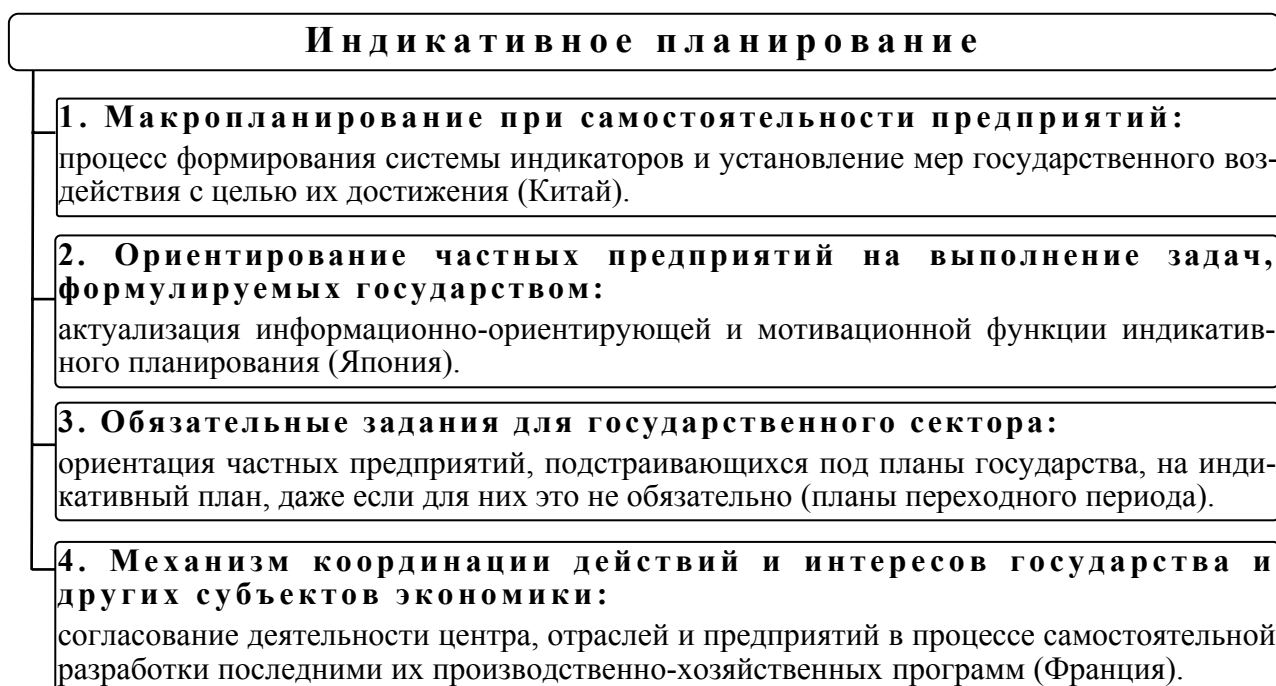 Индикативное планирование
1. Макропланирование при самостоятельности предприятий:
процесс формирования системы индикаторов и установление мер государственного воз-
действия с целью их достижения (Китай).
2. Ориентирование частных предприятий на выполнение задач,
формулируемых государством:
актуализация информационно-ориентирующей и мотивационной функции индикатив-
ного планирования (Япония).
3. Обязательные задания для государственного сектора:
ориентация частных предприятий, подстраивающихся под планы государства, на инди-
кативный план, даже если для них это не обязательно (планы переходного периода).
4. Механизм координации действий и интересов государства и
других субъектов экономики:
согласование деятельности центра, отраслей и предприятий в процессе самостоятельной
разработки последними их производственно-хозяйственных программ (Франция).